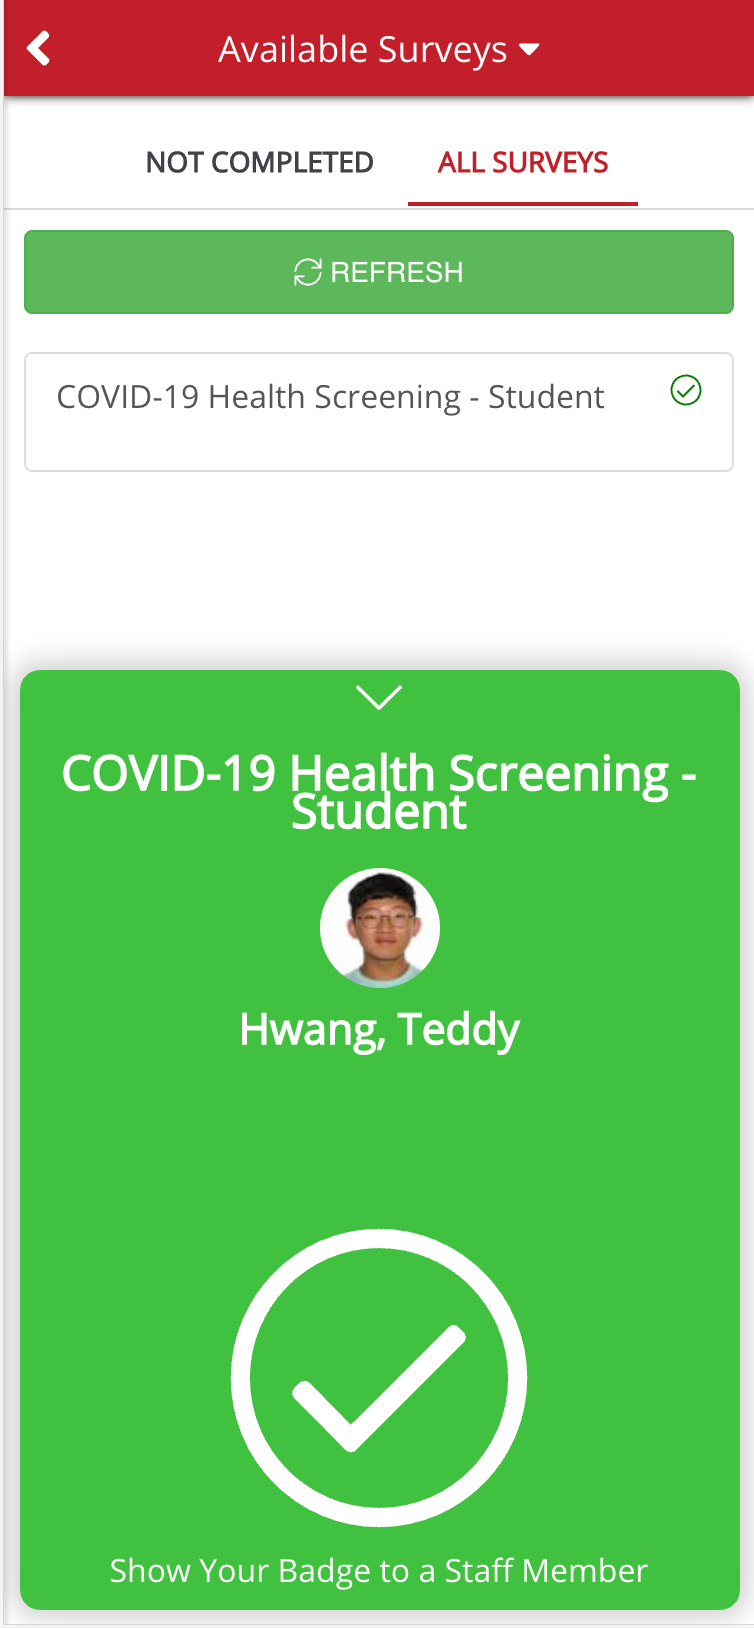 Available Surveys
NOT COMPLETED
ALL SURVEYS
REFRESH
COVID-19 Health Screening - Student
COVID-19 Health Screening -
Student
Hwang, Teddy
Show Your Badge to a Staff Member